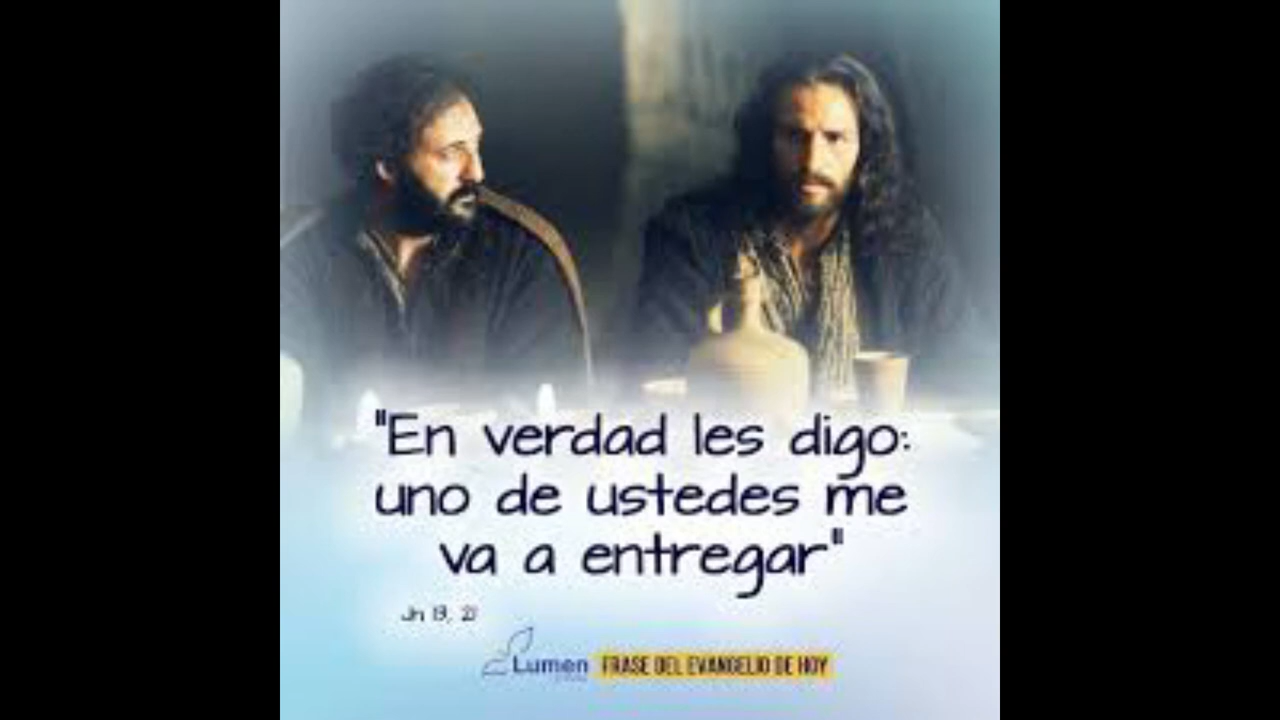 "En verdad les digo:
uno de ustedes me
va a entregar"
Jn 13, 21
Lumen
FRASE DEL EVANGELIO DE HOY